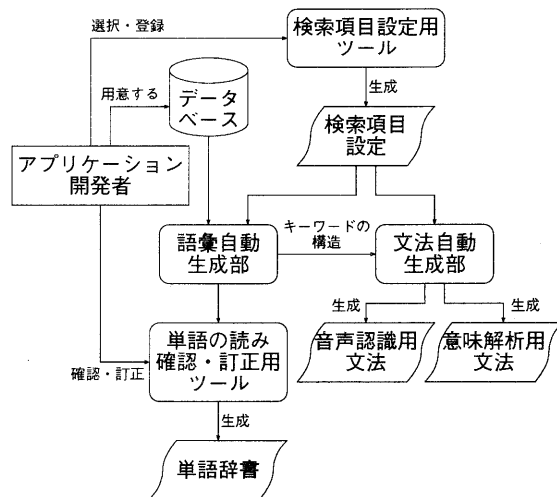 選択・登録
検索項目設定用
ツール
生成
用意する
データ
ベース
検索項目
設定
アプリケーション
開発者
キーワードの
構造
語彙自動
生成部
文法自動
生成部
生成
生成
音声認識用
文法
意味解析用
文法
単語の読み
確認・訂正用
ツール
確認・訂正
生成
単語辞書